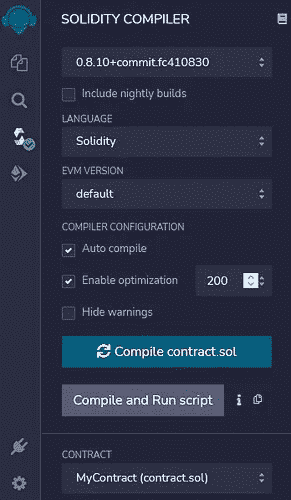 SOLIDITY COMPILER
0.8.10+commit.fc410830
Include nightly builds
LANGUAGE
Solidity
EVM VERSION
default
COMPILER CONFIGURATION
Auto compile
Enable optimization 200
Hide warnings
Compile contract.sol
Compile and Run script
CONTRACT
MyContract (contract.sol)